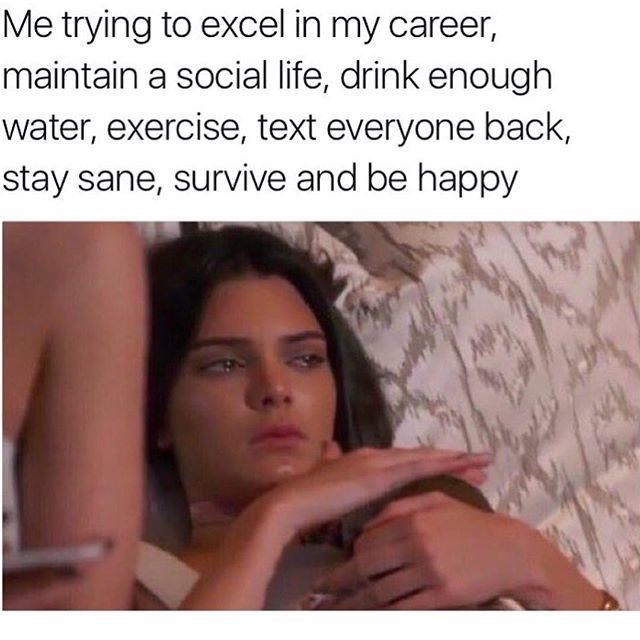 Me trying to excel in my career,
maintain a social life, drink enough
water, exercise, text everyone back,
stay sane, survive and be happy